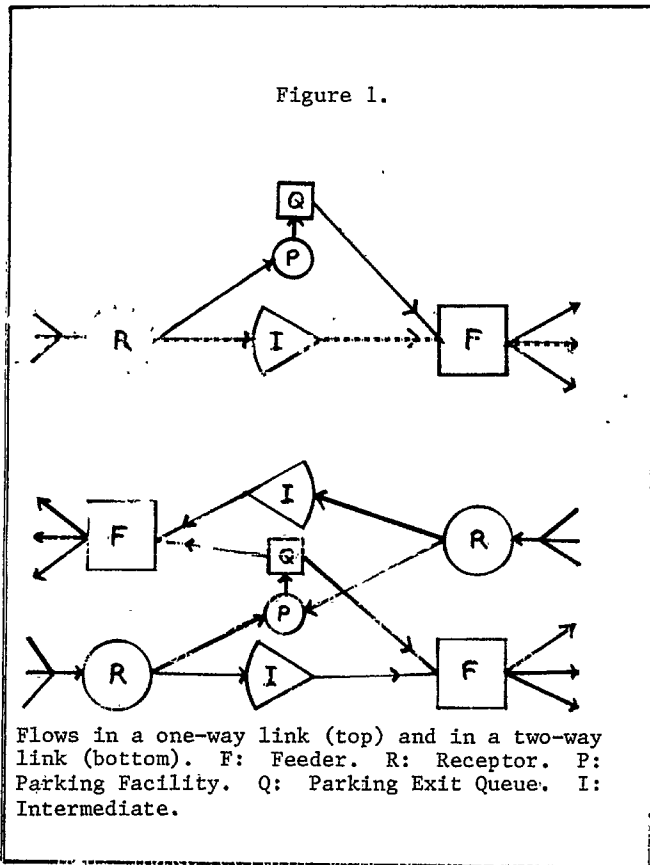 Figure 1.
Q
P
R
I
F
I
F
Q
R
P
R
I
F
Flows in a one-way link (top) and in a two-way
link (bottom). F: Feeder. R: Receptor. P:
Parking Facility. Q: Parking Exit Queue. I:
Intermediate.